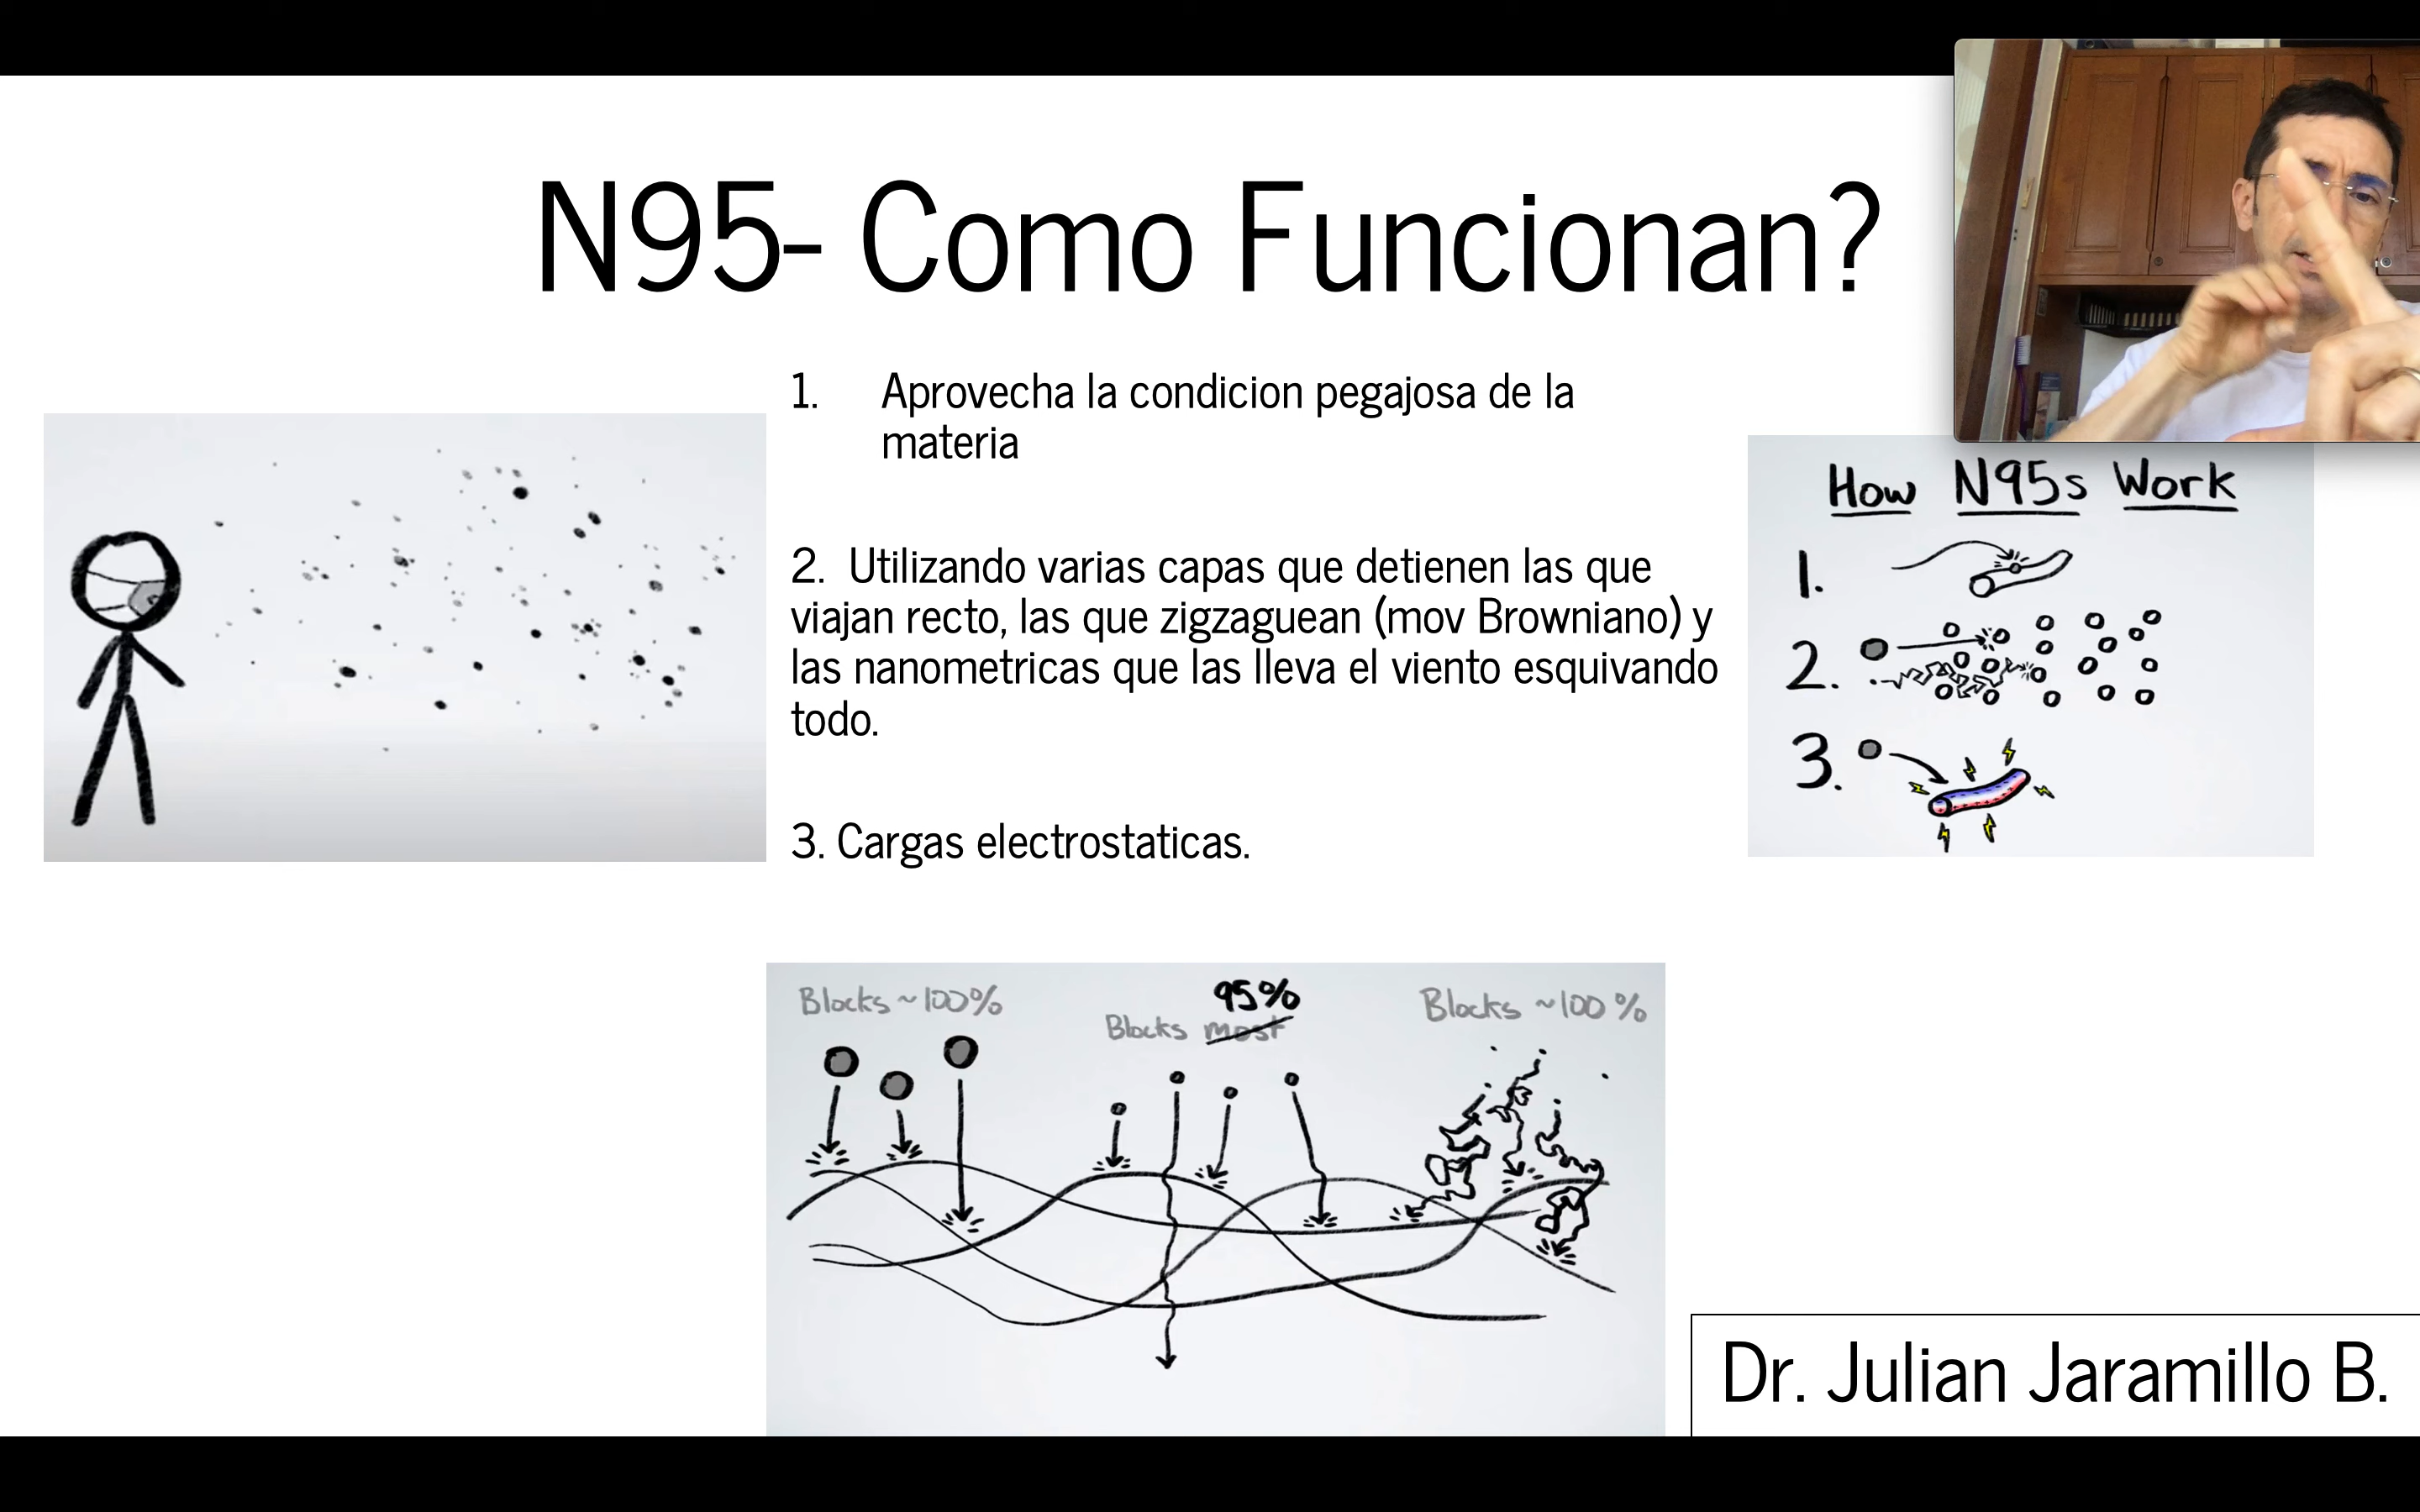 N95- Como Funcionan?
1. Aprovecha la condicion pegajosa de la
materia
2. Utilizando varias capas que detienen las que
viajan recto, las que zigzaguean (mov Browniano) y
las nanometricas que las lleva el viento esquivando
todo.
3. Cargas electrostaticas.
How N95s Work
1.
2.
3.
Blocks ~100%
95%
Blocks most
Blocks ~100%
Dr. Julian Jaramillo B.